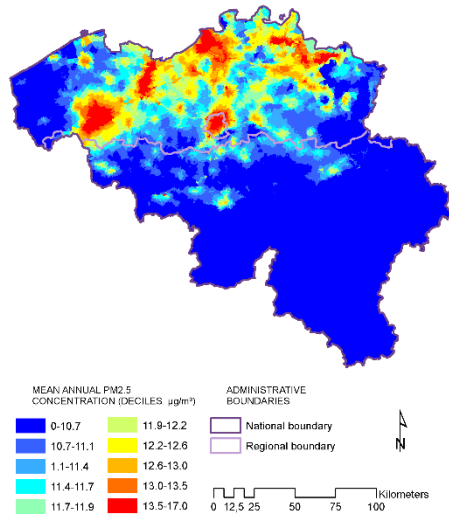 MEAN ANNUAL PM2.5
CONCENTRATION (DECILES. µg/m³)
0-10.7
10.7-11.1
1.1-11.4
11.4-11.7
11.7-11.9
11.9-12.2
12.2-12.6
12.6-13.0
13.0-13.5
13.5-17.0
ADMINISTRATIVE
BOUNDARIES
National boundary
Regional boundary
N
Kilometers
0 12,5 25 50 75 100